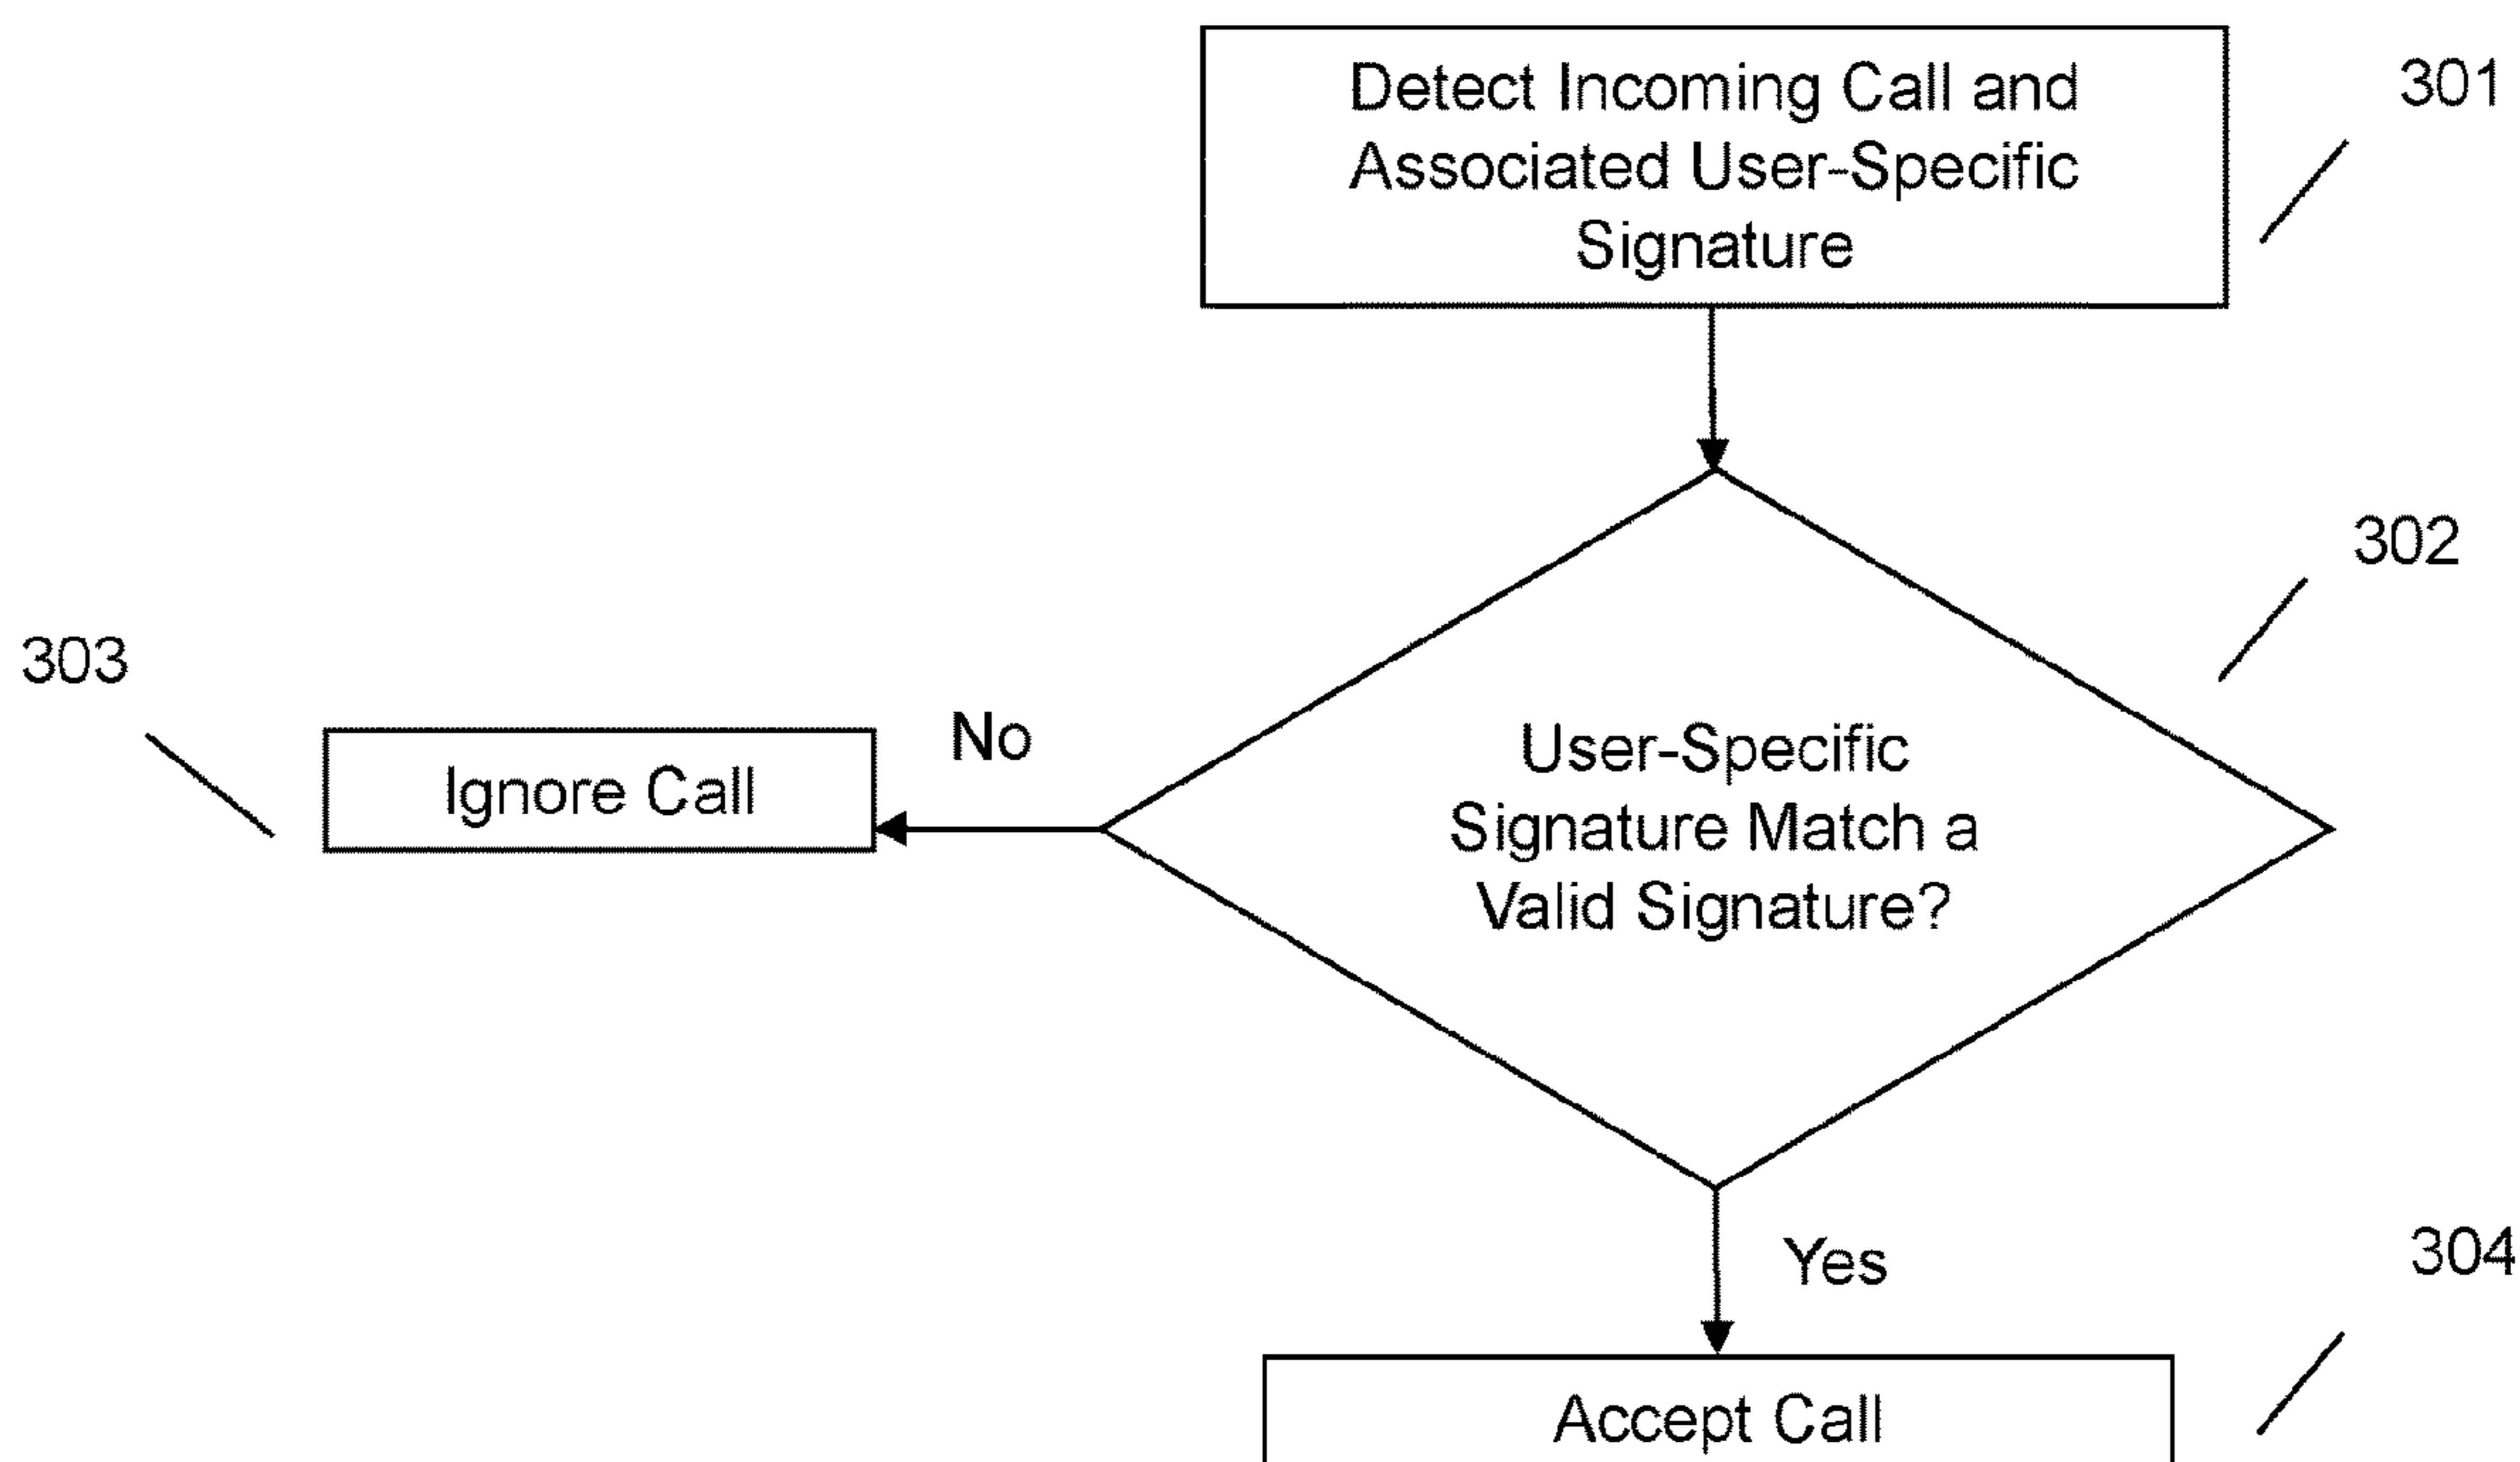 Detect Incoming Call and
Associated User-Specific
Signature
301
302
User-Specific
Signature Match a
Valid Signature?
303
No
Ignore Call
Yes
304
Accept Call